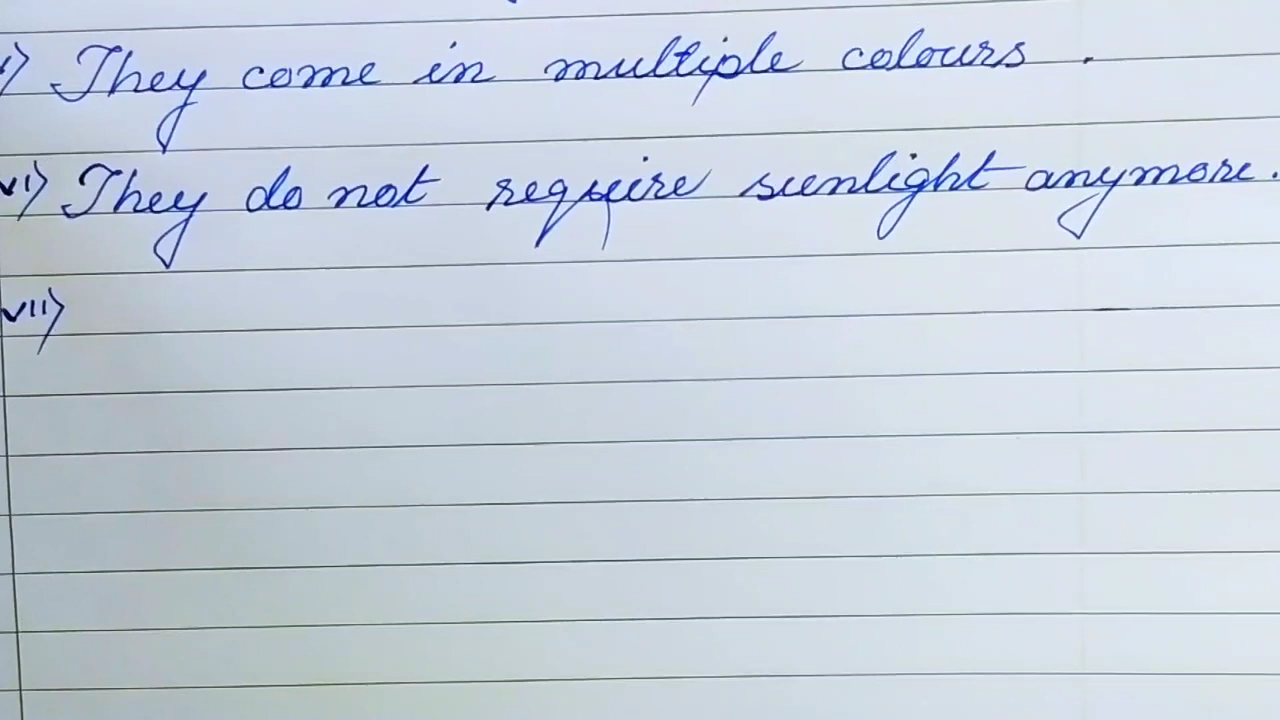 ) They come in multiple colours .
vi) They do not require sunlight anymore.
vii)